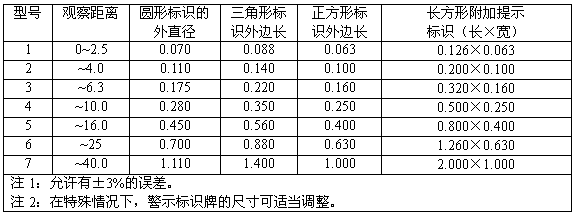 型号 观察距离 圆形标识的外直径 三角形标识外边长 正方形标识外边长 长方形附加提示标识（长×宽）
1 0~2.5 0.070 0.088 0.063 0.126×0.063
2 ~4.0 0.110 0.140 0.100 0.200×0.100
3 ~6.3 0.175 0.220 0.160 0.320×0.160
4 ~10.0 0.280 0.350 0.250 0.500×0.250
5 ~16.0 0.450 0.560 0.400 0.800×0.400
6 ~25 0.700 0.880 0.630 1.260×0.630
7 ~40.0 1.110 1.400 1.000 2.000×1.000
注 1：允许有±3%的误差。
注 2：在特殊情况下，警示标识牌的尺寸可适当调整。